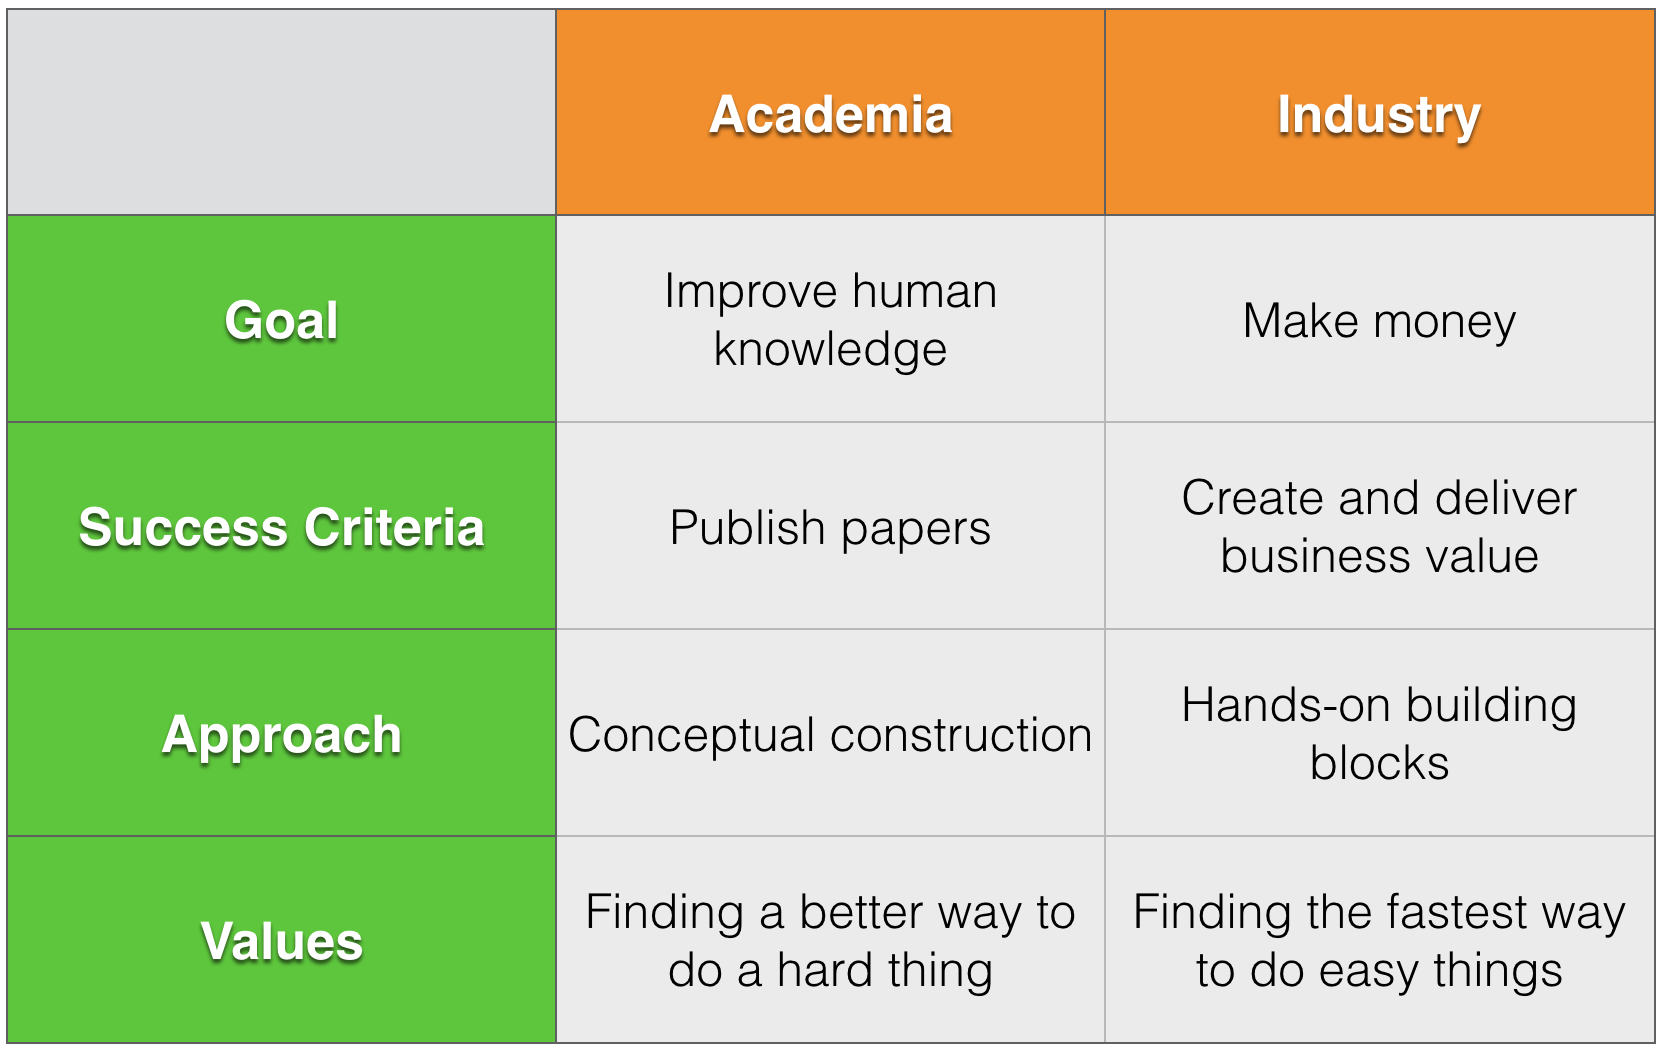 Academia
Industry
Goal
Improve human
knowledge
Make money
Success Criteria
Publish papers
Create and deliver
business value
Approach
Conceptual construction
Hands-on building
blocks
Values
Finding a better way to
do a hard thing
Finding the fastest way
to do easy things